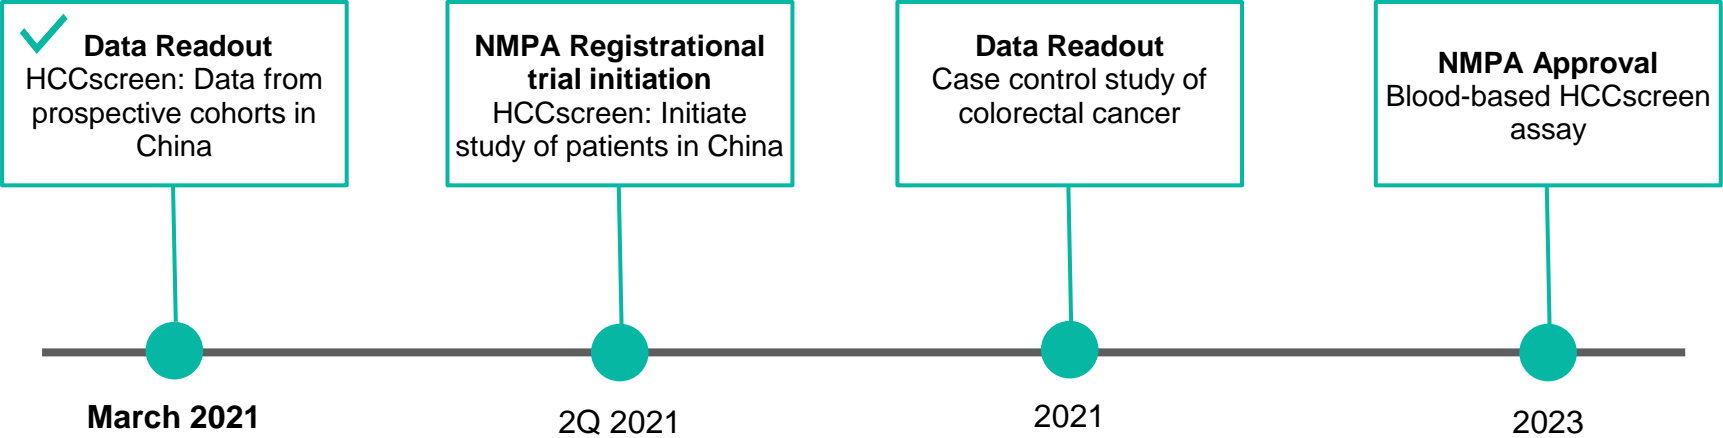 Data Readout
HCCscreen: Data from
prospective cohorts in
China
NMPA Registrational
trial initiation
HCCscreen: Initiate
study of patients in China
Data Readout
Case control study of
colorectal cancer
NMPA Approval
Blood-based HCCscreen
assay
March 2021
2Q 2021
2021
2023